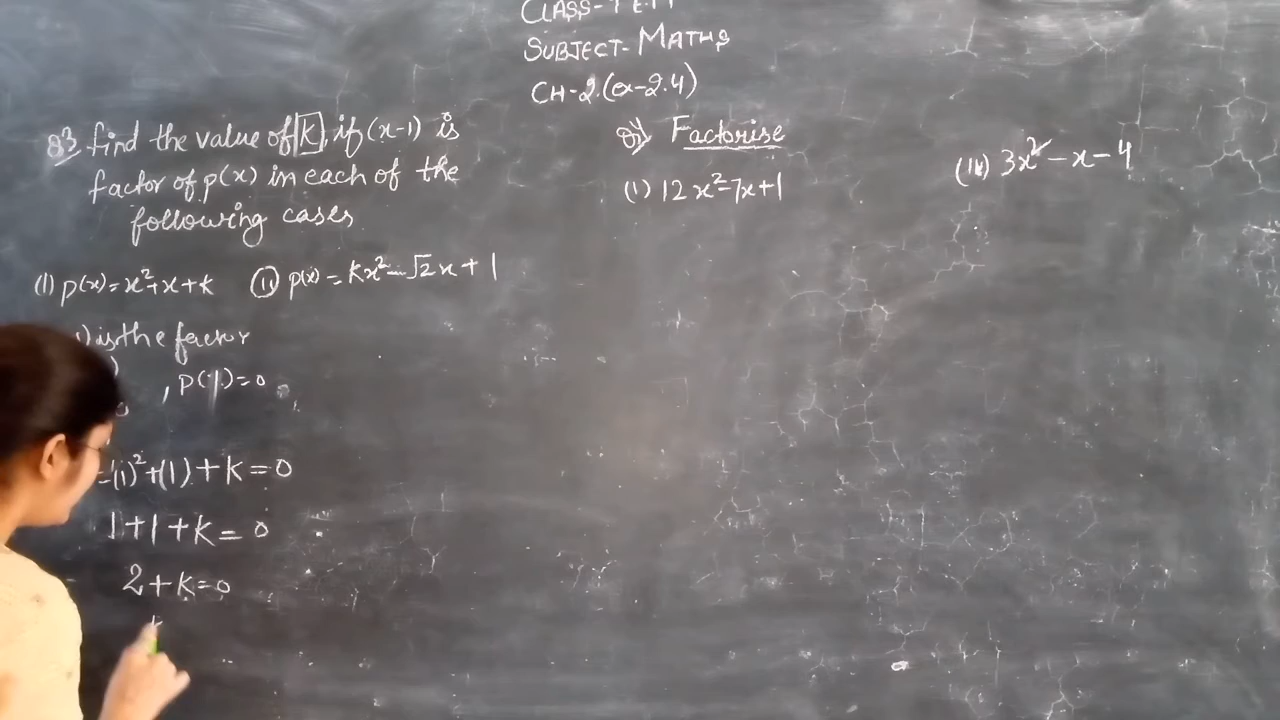 SUBJECT-MATHS
CH-2.(ex-2.4)
Q3 find the value of k, if (x-1) is
factor of p(x) in each of the
following cases
(i) p(x)=x²+x+k (ii) p(x)=kx²-√2x+1
is the factor
, p(1)=0
(1)²+(1)+k=0
1+1+k=0
2+k=0
Factorise
(i) 12x²-7x+1
3x²-x-4